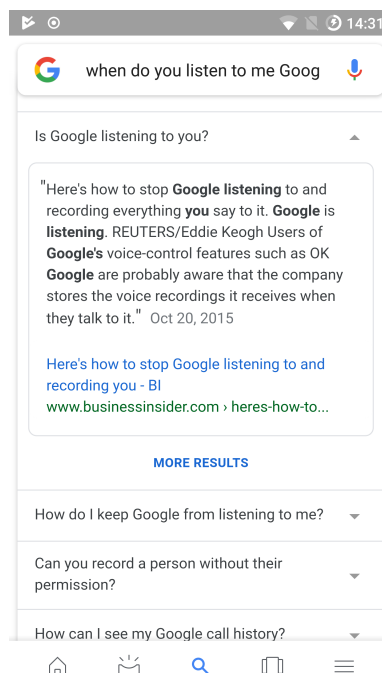 14:31
when do you listen to me Goog
Is Google listening to you?
"Here's how to stop Google listening to and
recording everything you say to it. Google is
listening. REUTERS/Eddie Keogh Users of
Google's voice-control features such as OK
Google are probably aware that the company
stores the voice recordings it receives when
they talk to it." Oct 20, 2015
Here's how to stop Google listening to and
recording you - BI
www.businessinsider.com › heres-how-to...
MORE RESULTS
How do I keep Google from listening to me?
Can you record a person without their
permission?
How can I see my Google call history?